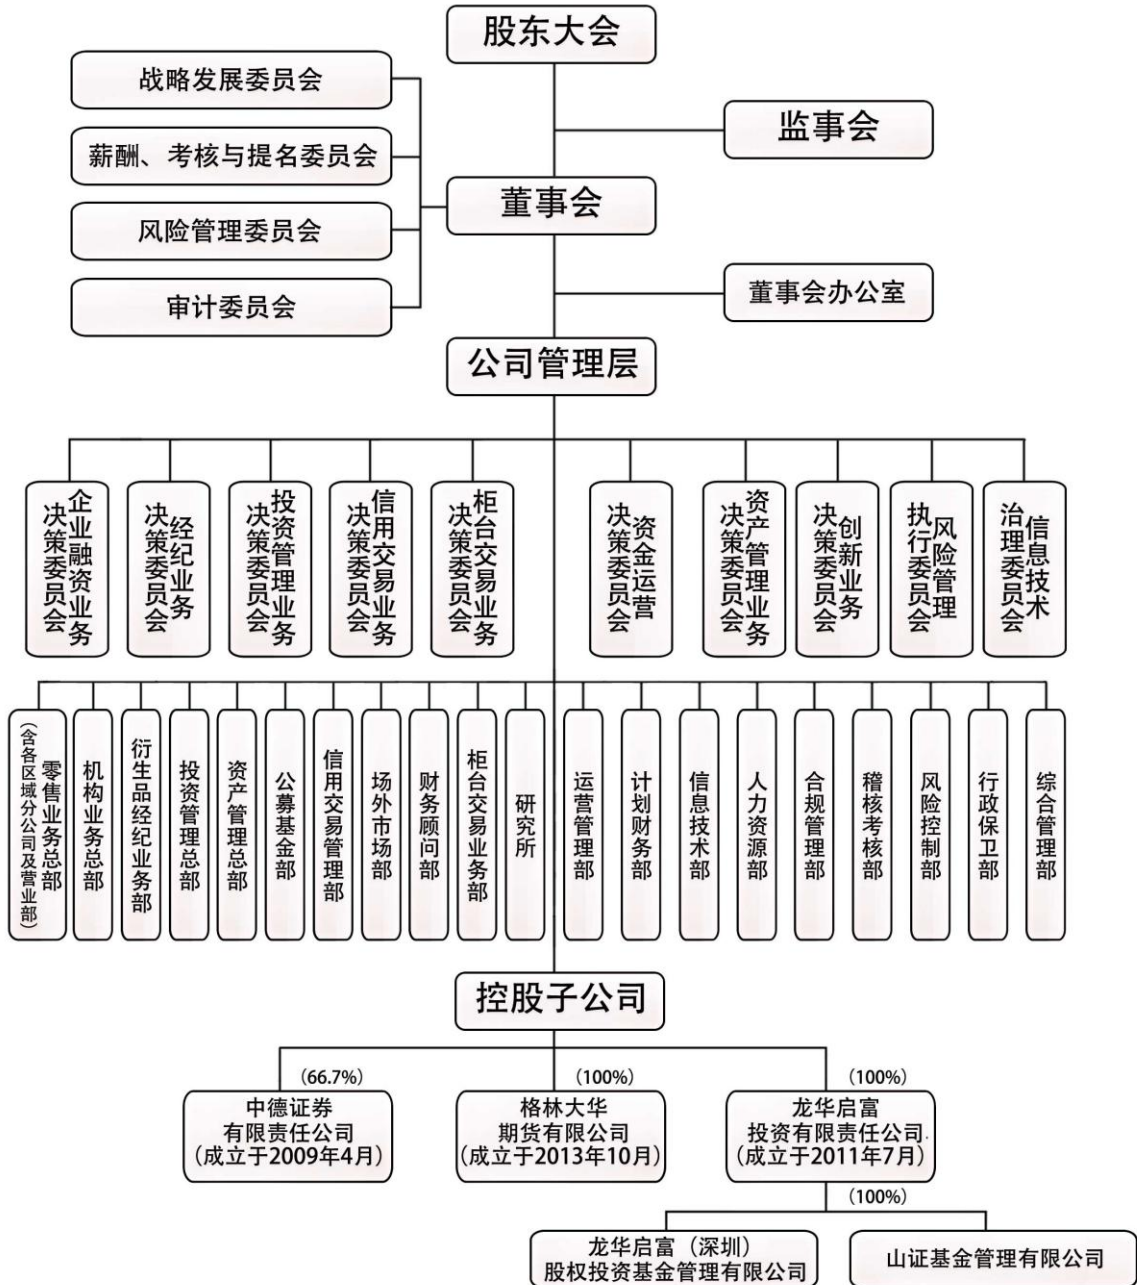 股东大会
战略发展委员会
监事会
薪酬、考核与提名委员会
董事会
风险管理委员会
董事会办公室
审计委员会
公司管理层
企业融资业务
决策委员会
经纪业务
决策委员会
投资管理业务
决策委员会
信用交易业务
决策委员会
柜台交易业务
决策委员会
资金运营
决策委员会
资产管理业务
决策委员会
创新业务
决策委员会
风险管理
执行委员会
信息技术
治理委员会
零售业务总部
（含各区域分公司及营业部）
机构业务总部
衍生品经纪业务部
投资管理总部
资产管理总部
公募基金部
信用交易管理部
场外市场部
财务顾问部
柜台交易业务部
研究所
运营管理部
计划财务部
信息技术部
人力资源部
合规管理部
稽核考核部
风险控制部
行政保卫部
综合管理部
控股子公司
(66.7%)
(100%)
(100%)
中德证券
有限责任公司
（成立于2009年4月）
格林大华
期货有限公司
（成立于2013年10月）
龙华启富
投资有限责任公司
（成立于2011年7月）
(100%)
龙华启富（深圳）
股权投资基金管理有限公司
山证基金管理有限公司